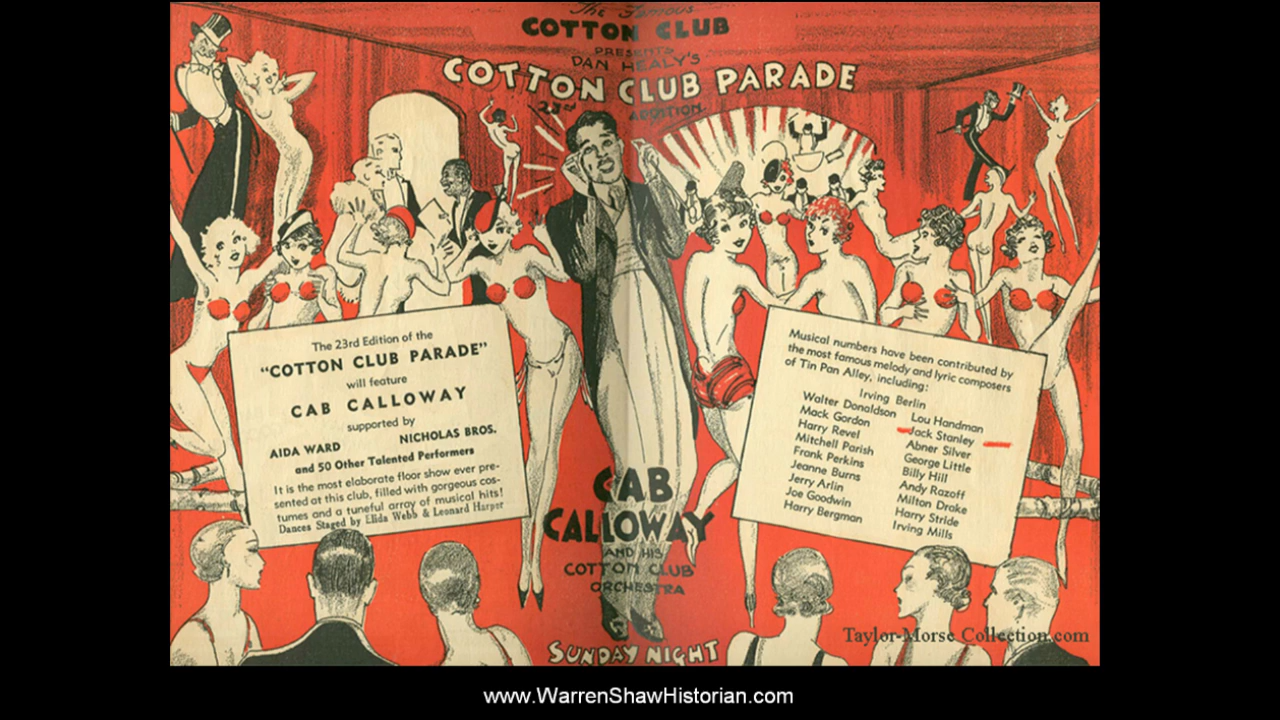 The Famous
COTTON CLUB
PRESENTS
DAN HEALY'S
COTTON CLUB PARADE
23RD ADDITION
The 23rd Edition of the
"COTTON CLUB PARADE"
will feature
CAB CALLOWAY
supported by
AIDA WARD NICHOLAS BROS.
and 50 Other Talented Performers
It is the most elaborate floor show ever pre-
sented at this club, filled with gorgeous cos-
tumes and a tuneful array of musical hits!
Dances Staged by Elida Webb & Leonard Harper
Musical numbers have been contributed by
the most famous melody and lyric composers
of Tin Pan Alley, including:
Irving Berlin
Walter Donaldson
Mack Gordon
Harry Revel
Mitchell Parish
Frank Perkins
Jeanne Burns
Jerry Arlin
Joe Goodwin
Harry Bergman
Lou Handman
Jack Stanley
Abner Silver
George Little
Billy Hill
Andy Razoff
Milton Drake
Harry Stride
Irving Mills
CAB
CALLOWAY
AND HIS
COTTON CLUB
ORCHESTRA
SUNDAY NIGHT
Taylor-Morse Collection.com
www.WarrenShawHistorian.com